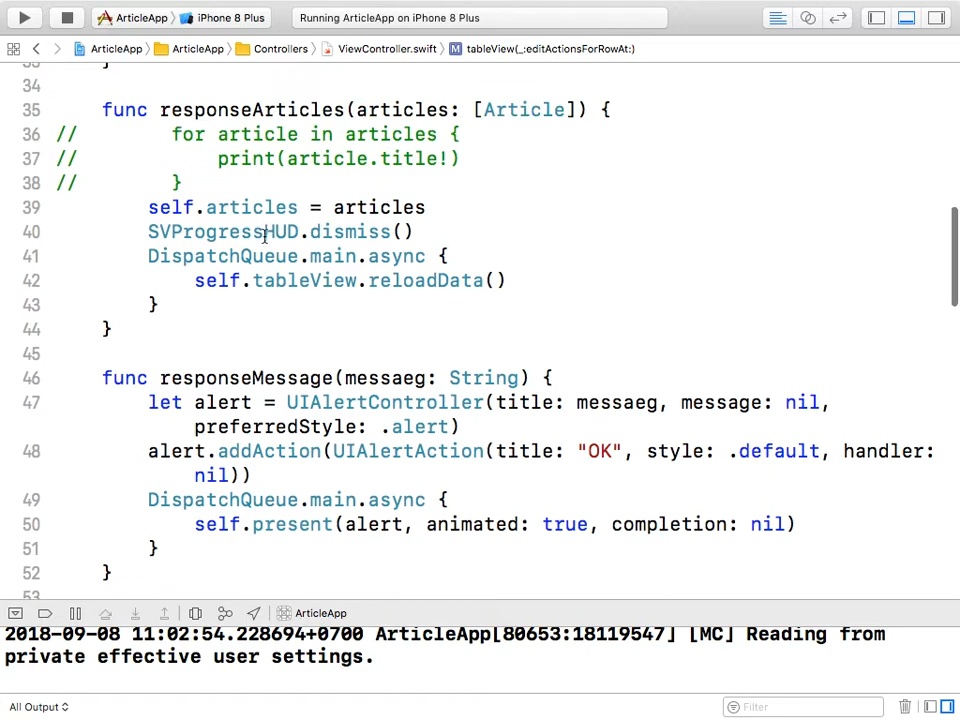 ArticleApp iPhone 8 Plus Running ArticleApp on iPhone 8 Plus
ArticleApp ArticleApp Controllers ViewController.swift M tableView(_:editActionsForRowAt:)
33 }
34
35 func responseArticles(articles: [Article]) {
36 // for article in articles {
37 // print(article.title!)
38 // }
39 self.articles = articles
40 SVProgressHUD.dismiss()
41 DispatchQueue.main.async {
42 self.tableView.reloadData()
43 }
44 }
45
46 func responseMessage(messaeg: String) {
47 let alert = UIAlertController(title: messaeg, message: nil,
preferredStyle: .alert)
48 alert.addAction(UIAlertAction(title: "OK", style: .default, handler:
nil))
49 DispatchQueue.main.async {
50 self.present(alert, animated: true, completion: nil)
51 }
52 }
53
ArticleApp
2018-09-08 11:02:54.228694+0700 ArticleApp[80653:18119547] [MC] Reading from
private effective user settings.
All Output Filter